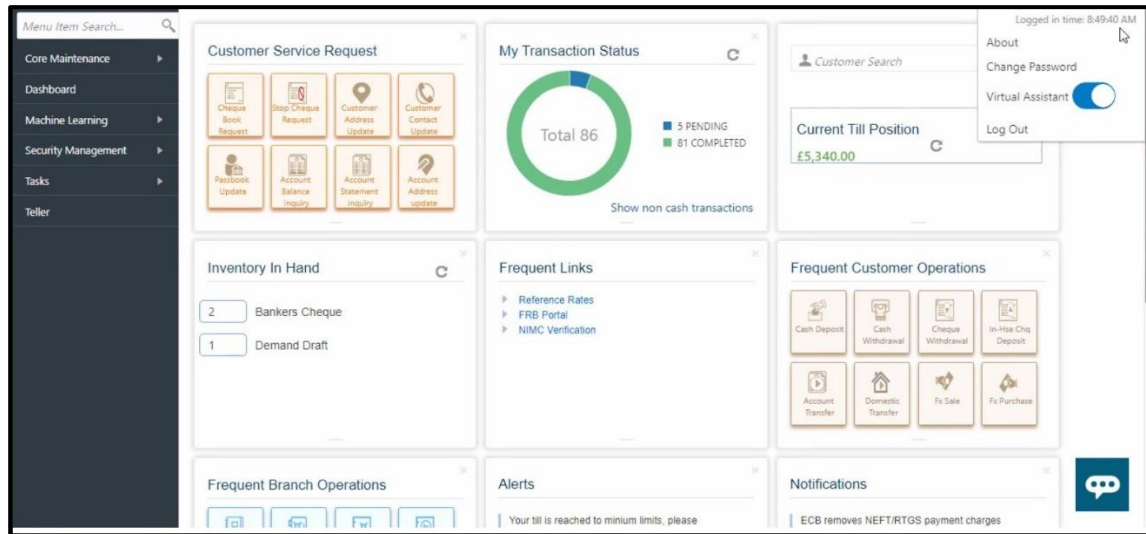 Menu Item Search...
Core Maintenance
Dashboard
Machine Learning
Security Management
Tasks
Teller
Customer Service Request
Cheque
Book
Request
Stop Cheque
Request
Customer
Address
Update
Customer
Contact
Update
Passbook
Update
Account
Balance
Inquiry
Account
Statement
Inquiry
Account
Address
update
My Transaction Status
Total 86
5 PENDING
81 COMPLETED
Show non cash transactions
Customer Search
Current Till Position
£5,340.00
Logged in time: 8:49:40 AM
About
Change Password
Virtual Assistant
Log Out
Inventory In Hand
2 Bankers Cheque
1 Demand Draft
Frequent Links
Reference Rates
FRB Portal
NIMC Verification
Frequent Customer Operations
Cash Deposit
Cash
Withdrawal
Cheque
Withdrawal
In-Hse Chq
Deposit
Account
Transfer
Domestic
Transfer
Fx Sale
Fx Purchase
Frequent Branch Operations
Alerts
Your till is reached to minium limits, please
Notifications
ECB removes NEFT/RTGS payment charges